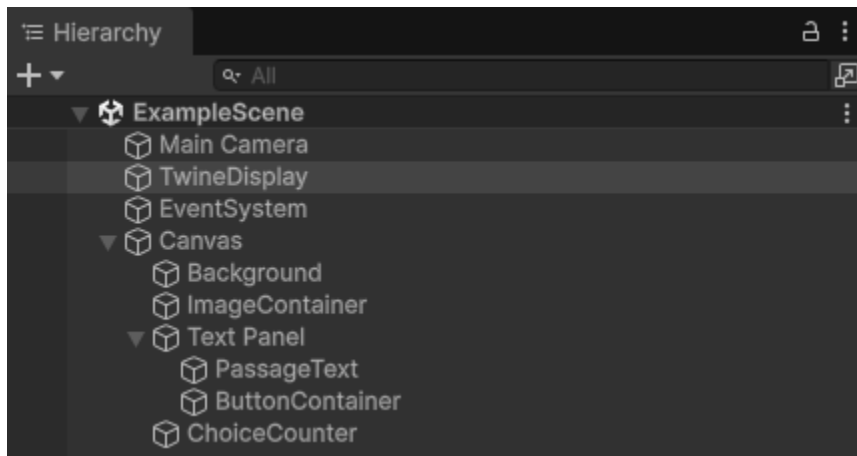 Hierarchy
All
ExampleScene
Main Camera
TwineDisplay
EventSystem
Canvas
Background
ImageContainer
Text Panel
PassageText
ButtonContainer
ChoiceCounter